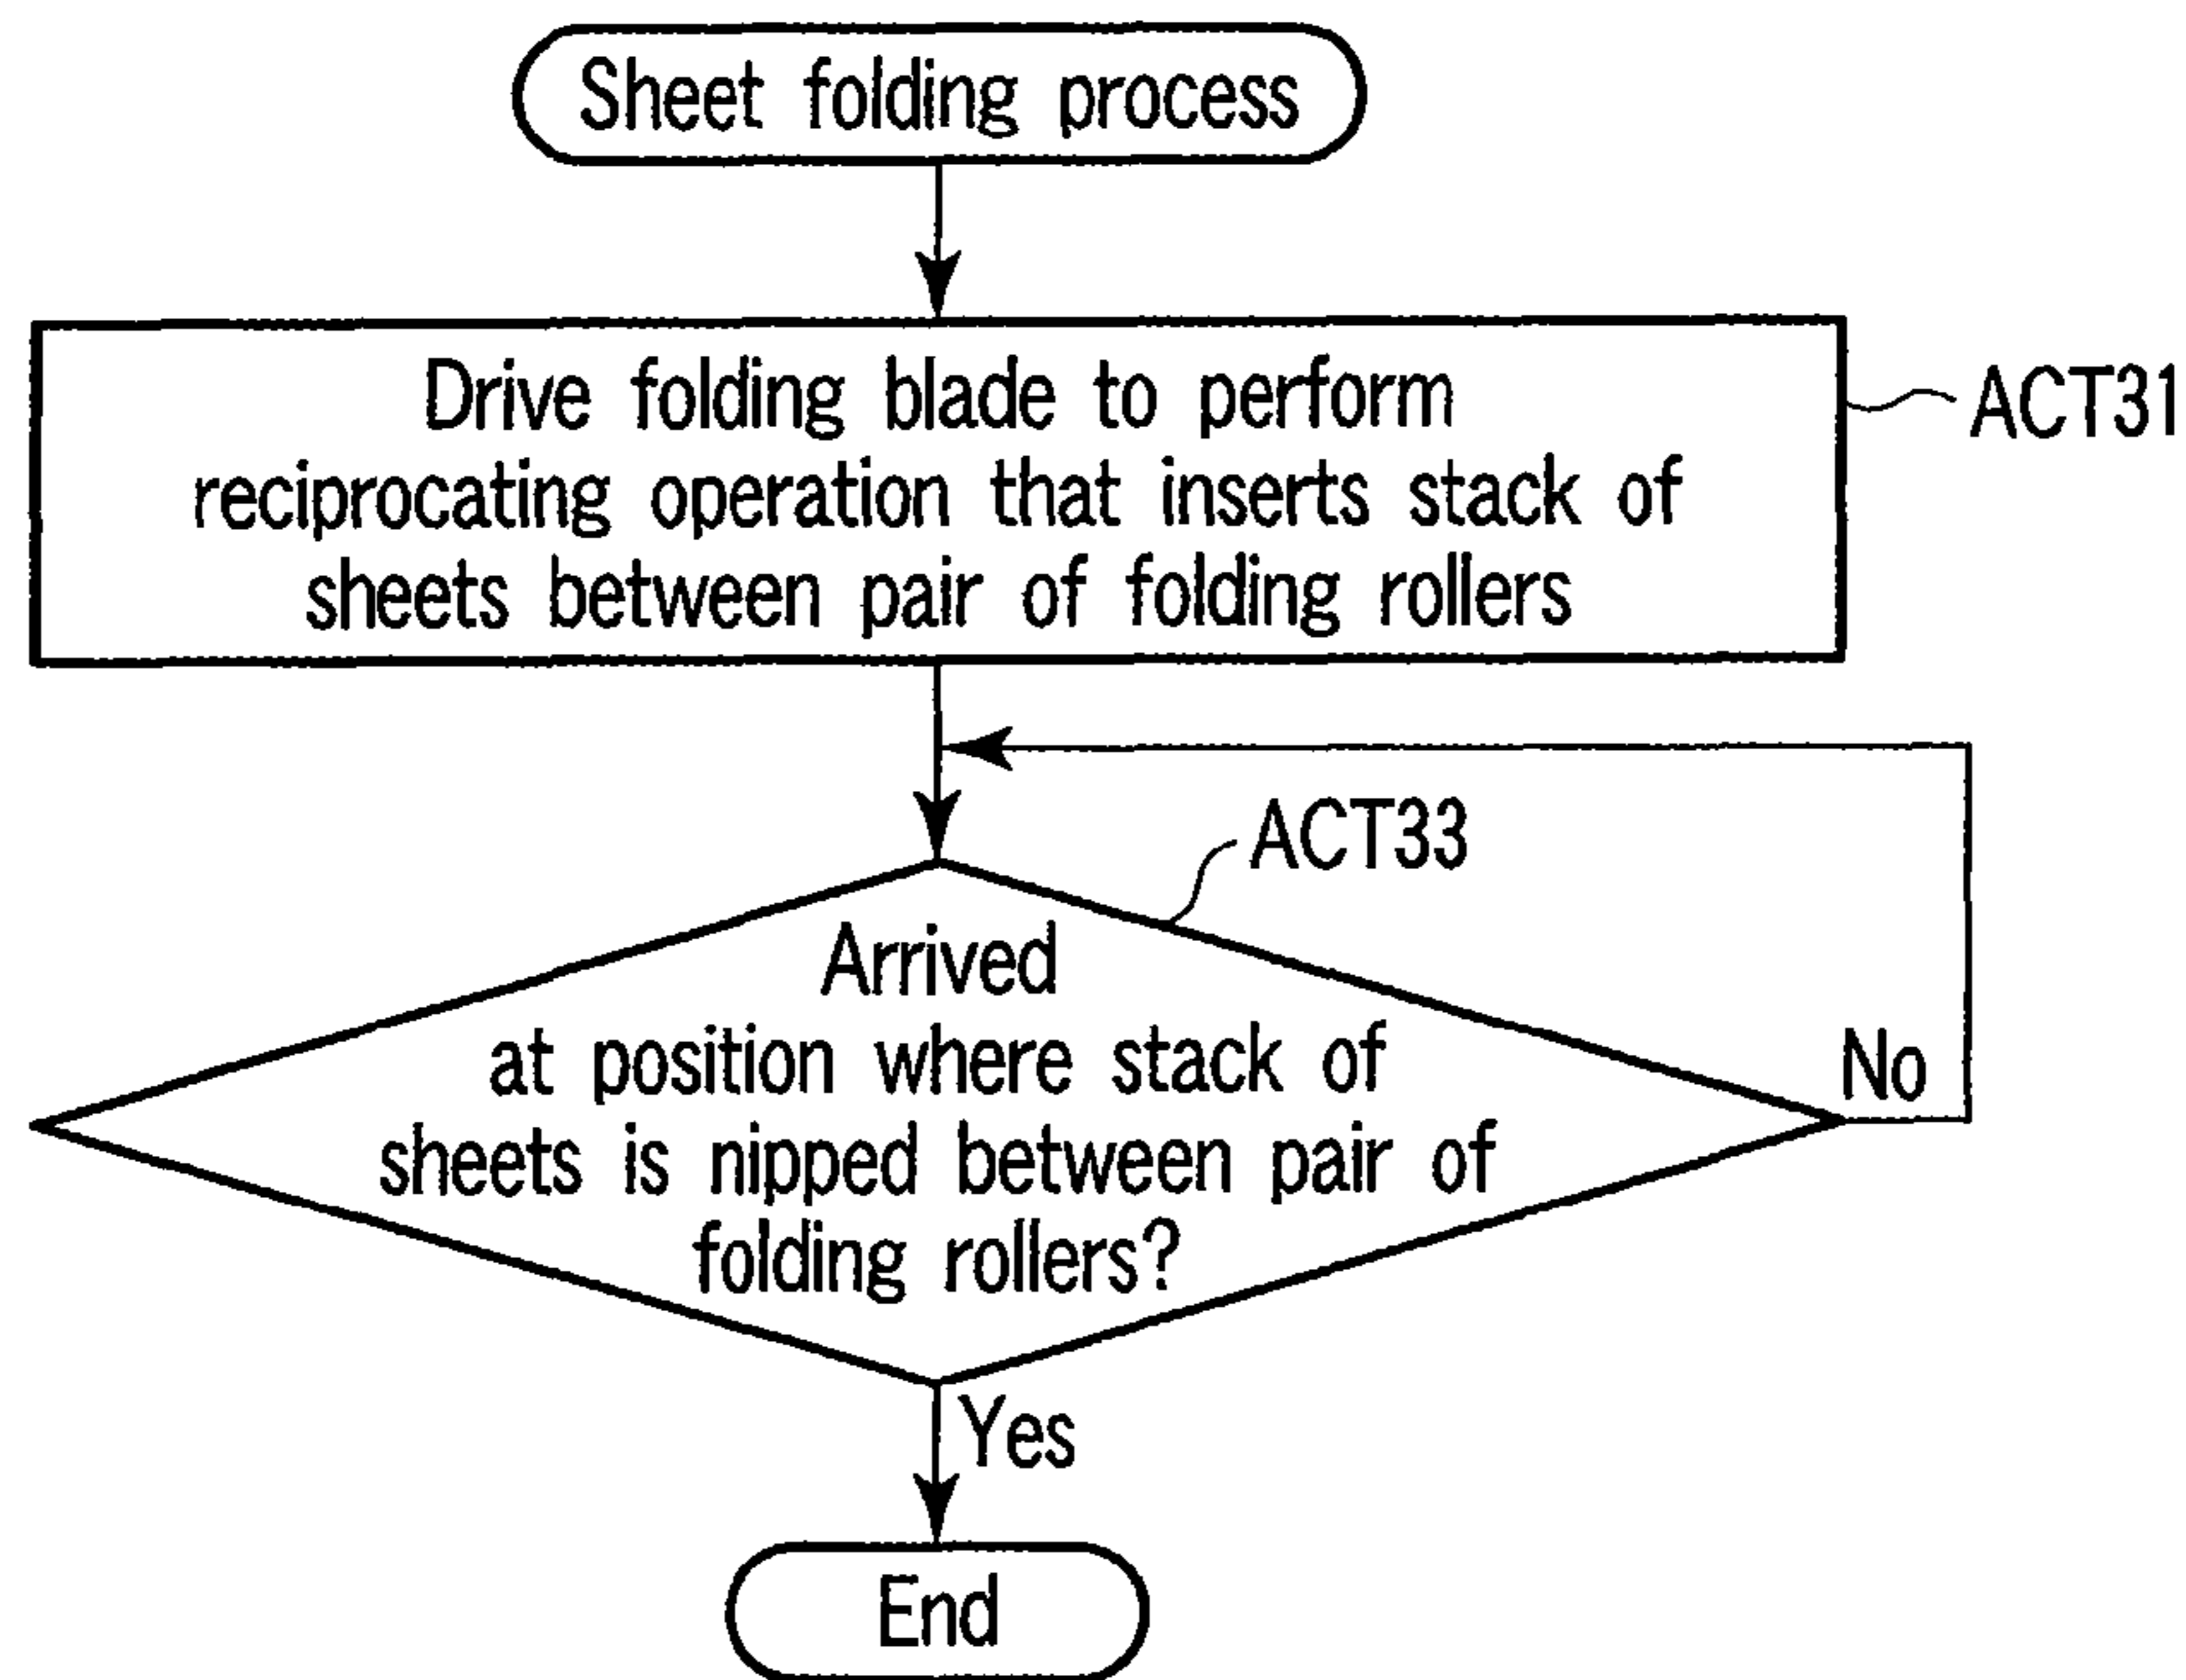 Sheet folding process
Drive folding blade to perform
reciprocating operation that inserts stack of
sheets between pair of folding rollers
ACT31
ACT33
Arrived
at position where stack of
sheets is nipped between pair of
folding rollers?
No
Yes
End